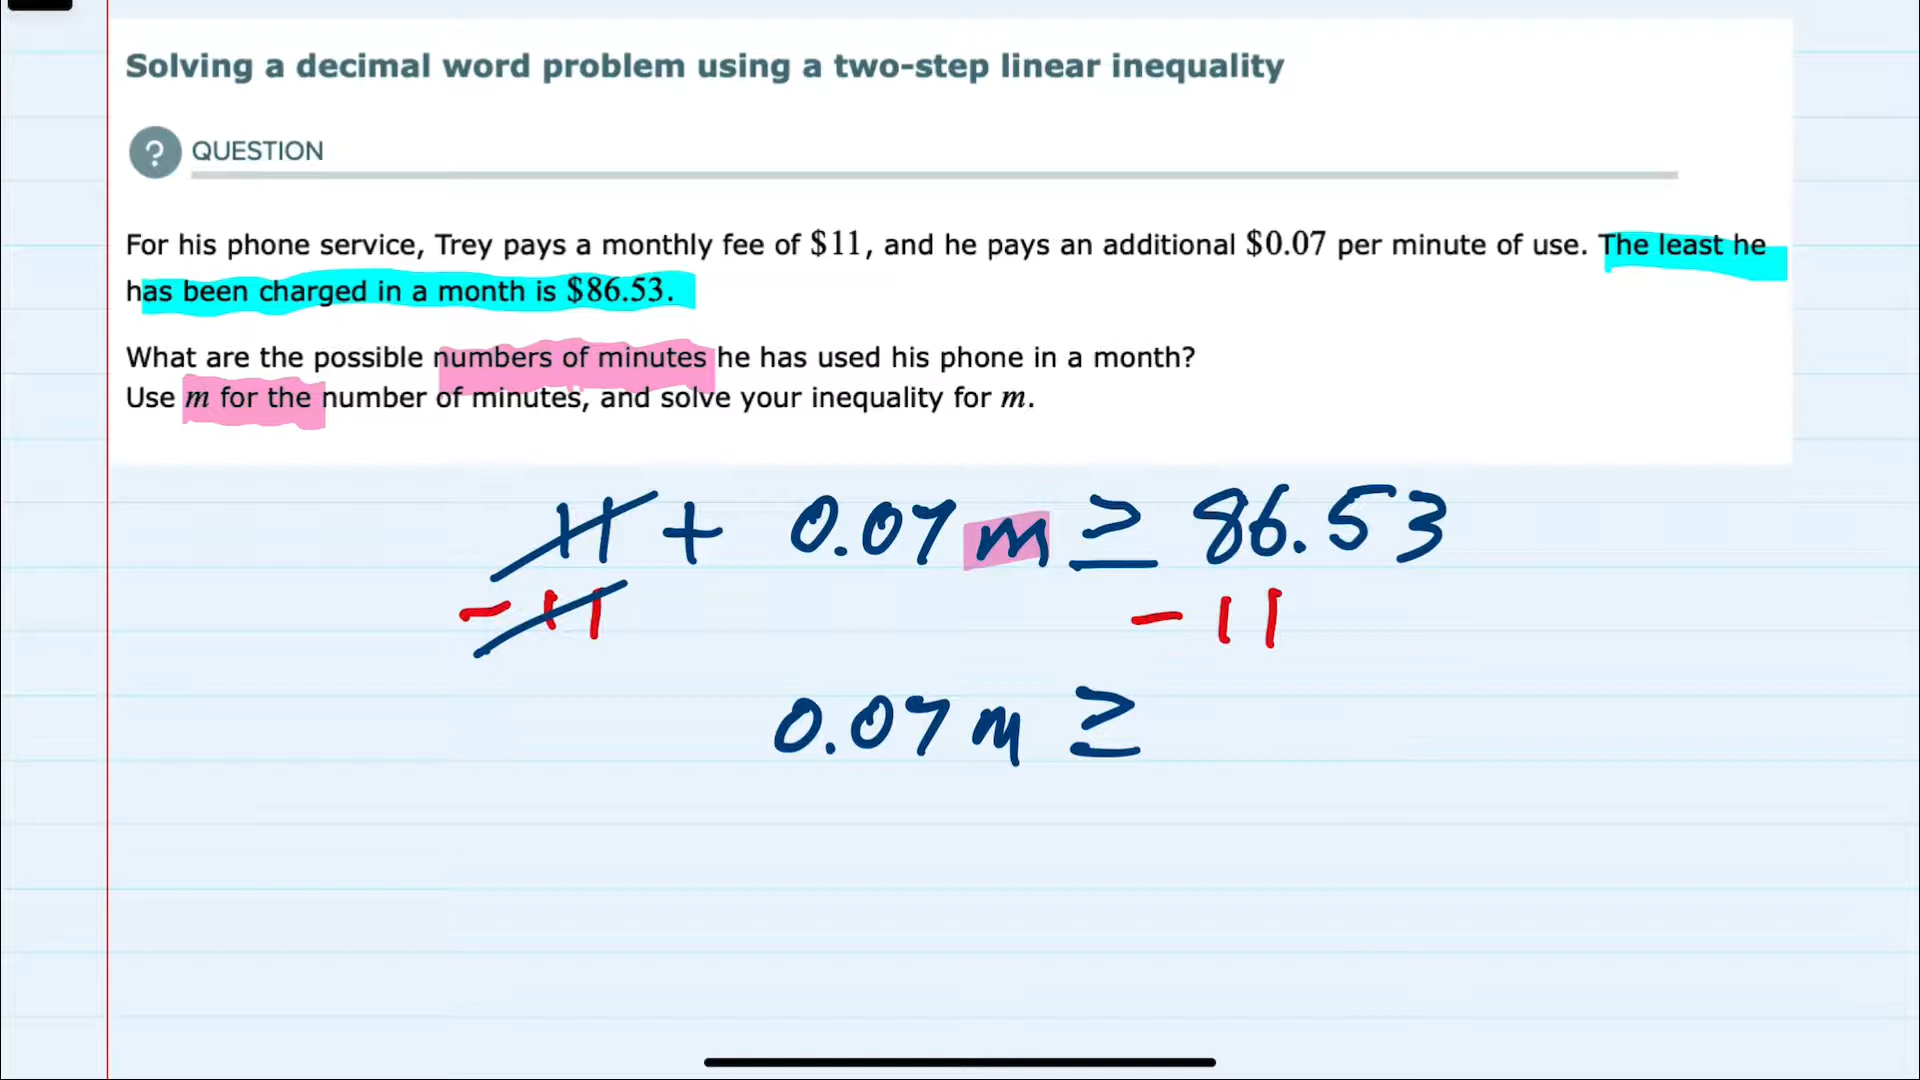 Solving a decimal word problem using a two-step linear inequality
? QUESTION
For his phone service, Trey pays a monthly fee of $11, and he pays an additional $0.07 per minute of use. The least he
has been charged in a month is $86.53.
What are the possible numbers of minutes he has used his phone in a month?
Use m for the number of minutes, and solve your inequality for m.
11 + 0.07 m ≥ 86.53
- 11 - 11
0.07 m ≥